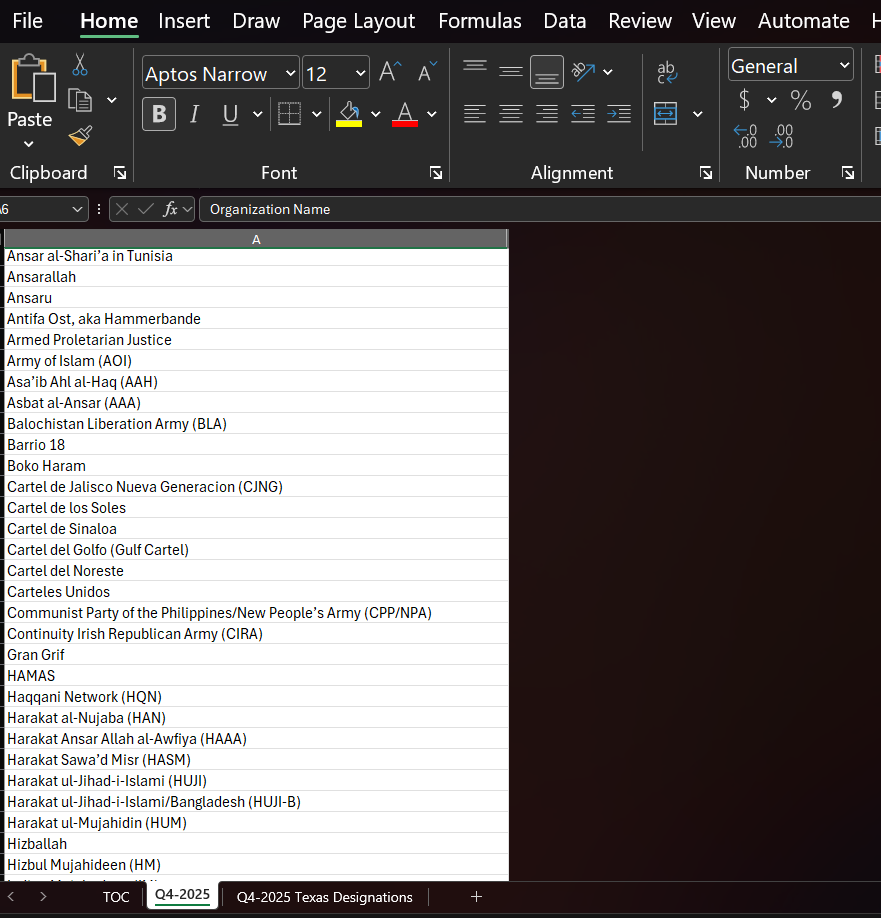 File Home Insert Draw Page Layout Formulas Data Review View Automate H
Aptos Narrow 12 A A ab c General
Paste B I U A $ % 9
.0 .00 .00 .0
Clipboard Font Alignment Number
A6 fx Organization Name
A
Ansar al-Shari’a in Tunisia
Ansarallah
Ansaru
Antifa Ost, aka Hammerbande
Armed Proletarian Justice
Army of Islam (AOI)
Asa’ib Ahl al-Haq (AAH)
Asbat al-Ansar (AAA)
Balochistan Liberation Army (BLA)
Barrio 18
Boko Haram
Cartel de Jalisco Nueva Generacion (CJNG)
Cartel de los Soles
Cartel de Sinaloa
Cartel del Golfo (Gulf Cartel)
Cartel del Noreste
Carteles Unidos
Communist Party of the Philippines/New People’s Army (CPP/NPA)
Continuity Irish Republican Army (CIRA)
Gran Grif
HAMAS
Haqqani Network (HQN)
Harakat al-Nujaba (HAN)
Harakat Ansar Allah al-Awfiya (HAAA)
Harakat Sawa’d Misr (HASM)
Harakat ul-Jihad-i-Islami (HUJI)
Harakat ul-Jihad-i-Islami/Bangladesh (HUJI-B)
Harakat ul-Mujahidin (HUM)
Hizballah
Hizbul Mujahideen (HM)
TOC Q4-2025 Q4-2025 Texas Designations